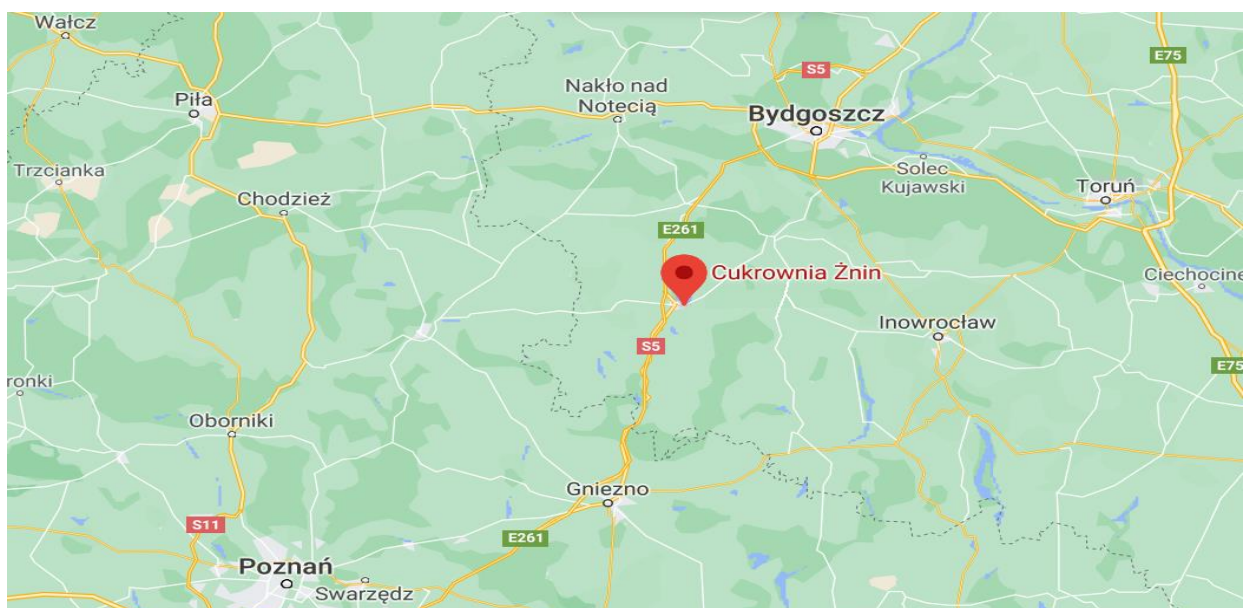 Wałcz
E75
S5
Nakło nad
Notecią
Piła
Bydgoszcz
Trzcianka
Solec
Kujawski
Toruń
Chodzież
E261
Cukrownia Żnin
Ciechocine
Inowrocław
S5
E75
ronki
Oborniki
Gniezno
S11
E261
Poznań
Swarzędz